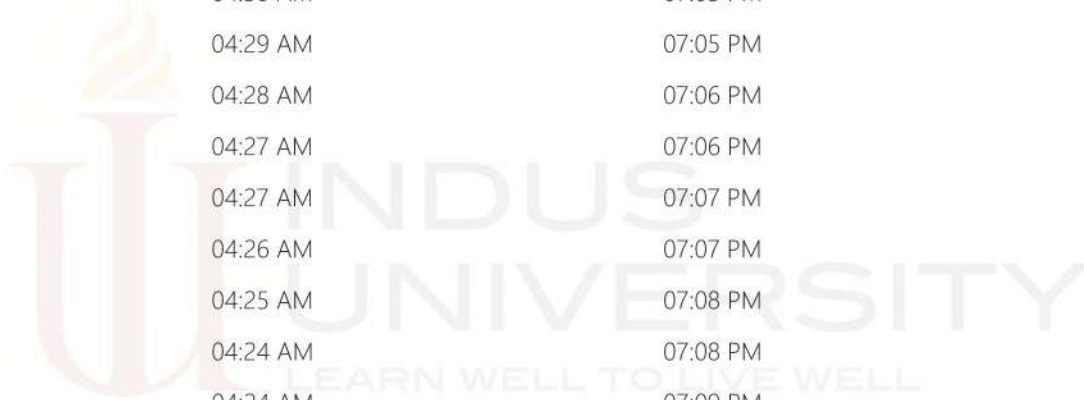 04:29 AM 07:05 PM
04:28 AM 07:06 PM
04:27 AM 07:06 PM
04:27 AM 07:07 PM
INDUS
04:26 AM 07:07 PM
UNIVERSITY
04:25 AM 07:08 PM
04:24 AM 07:08 PM
LEARN WELL TO LIVE WELL